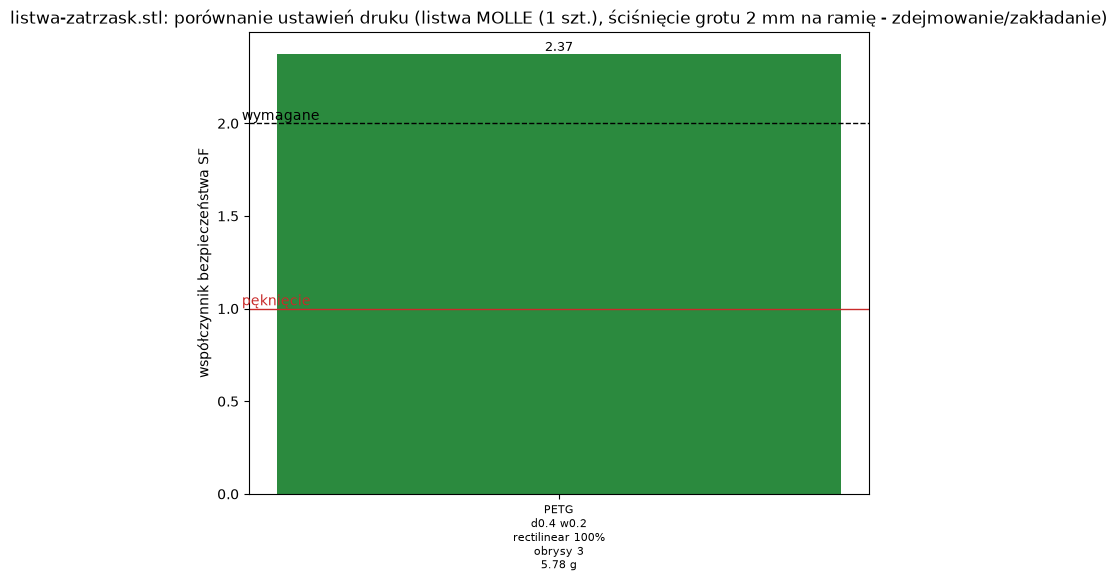 listwa-zatrzask.stl: porównanie ustawień druku (listwa MOLLE (1 szt.), ściśnięcie grotu 2 mm na ramię - zdejmowanie/zakładanie)
2.37
wymagane
2.0
1.5
pęknięcie
1.0
0.5
0.0
współczynnik bezpieczeństwa SF
PETG
d0.4 w0.2
rectilinear 100%
obrysy 3
5.78 g